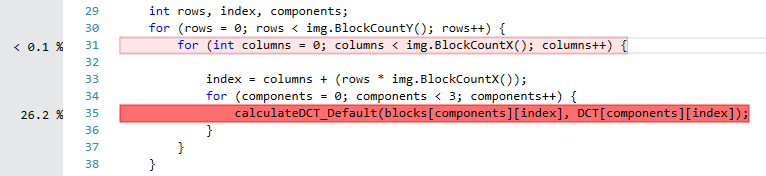 29 int rows, index, components;
30 for (rows = 0; rows < img.BlockCountY(); rows++) {
< 0.1 % 31 for (int columns = 0; columns < img.BlockCountX(); columns++) {
32
33 index = columns + (rows * img.BlockCountX());
34 for (components = 0; components < 3; components++) {
26.2 % 35 calculateDCT_Default(blocks[components][index], DCT[components][index]);
36 }
37 }
38 }